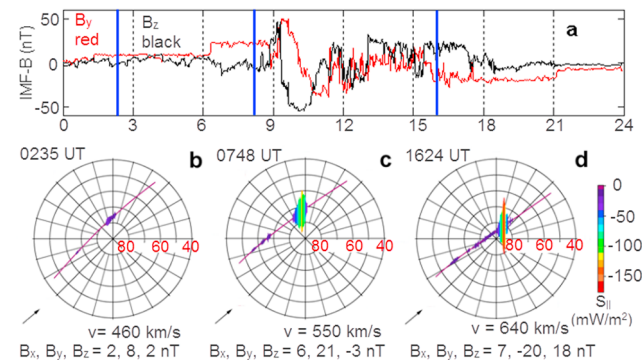 50
0
-50
IMF-B (nT)
By
red
Bz
black
a
0 3 6 9 12 15 18 21 24
0235 UT b 0748 UT c 1624 UT d
80 60 40 80 60 40 80 60 40
0
-50
-100
-150
S||
(mW/m²)
v= 460 km/s v= 550 km/s v= 640 km/s
Bx, By, Bz = 2, 8, 2 nT Bx, By, Bz = 6, 21, -3 nT Bx, By, Bz = 7, -20, 18 nT